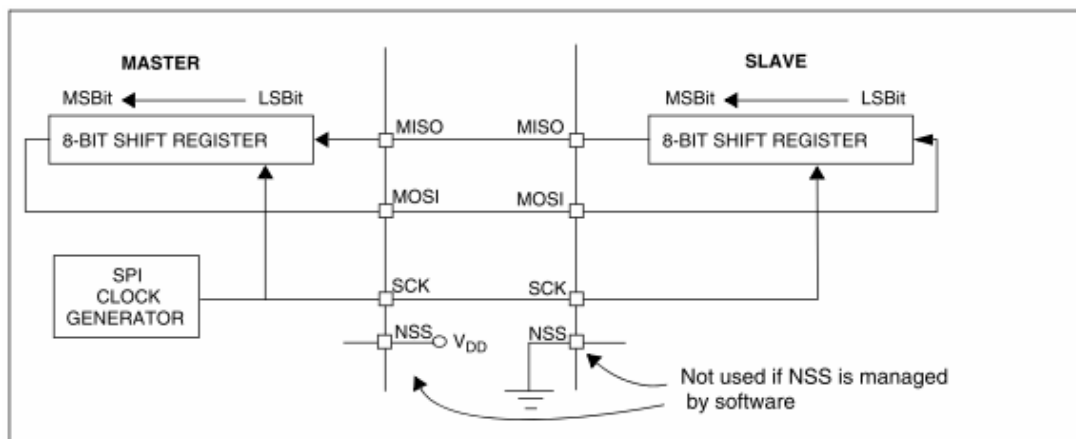 MASTER
MSBit
LSBit
8-BIT SHIFT REGISTER
SLAVE
MSBit
LSBit
8-BIT SHIFT REGISTER
MISO
MISO
MOSI
MOSI
SPI
CLOCK
GENERATOR
SCK
SCK
NSS
VDD
NSS
Not used if NSS is managed
by software